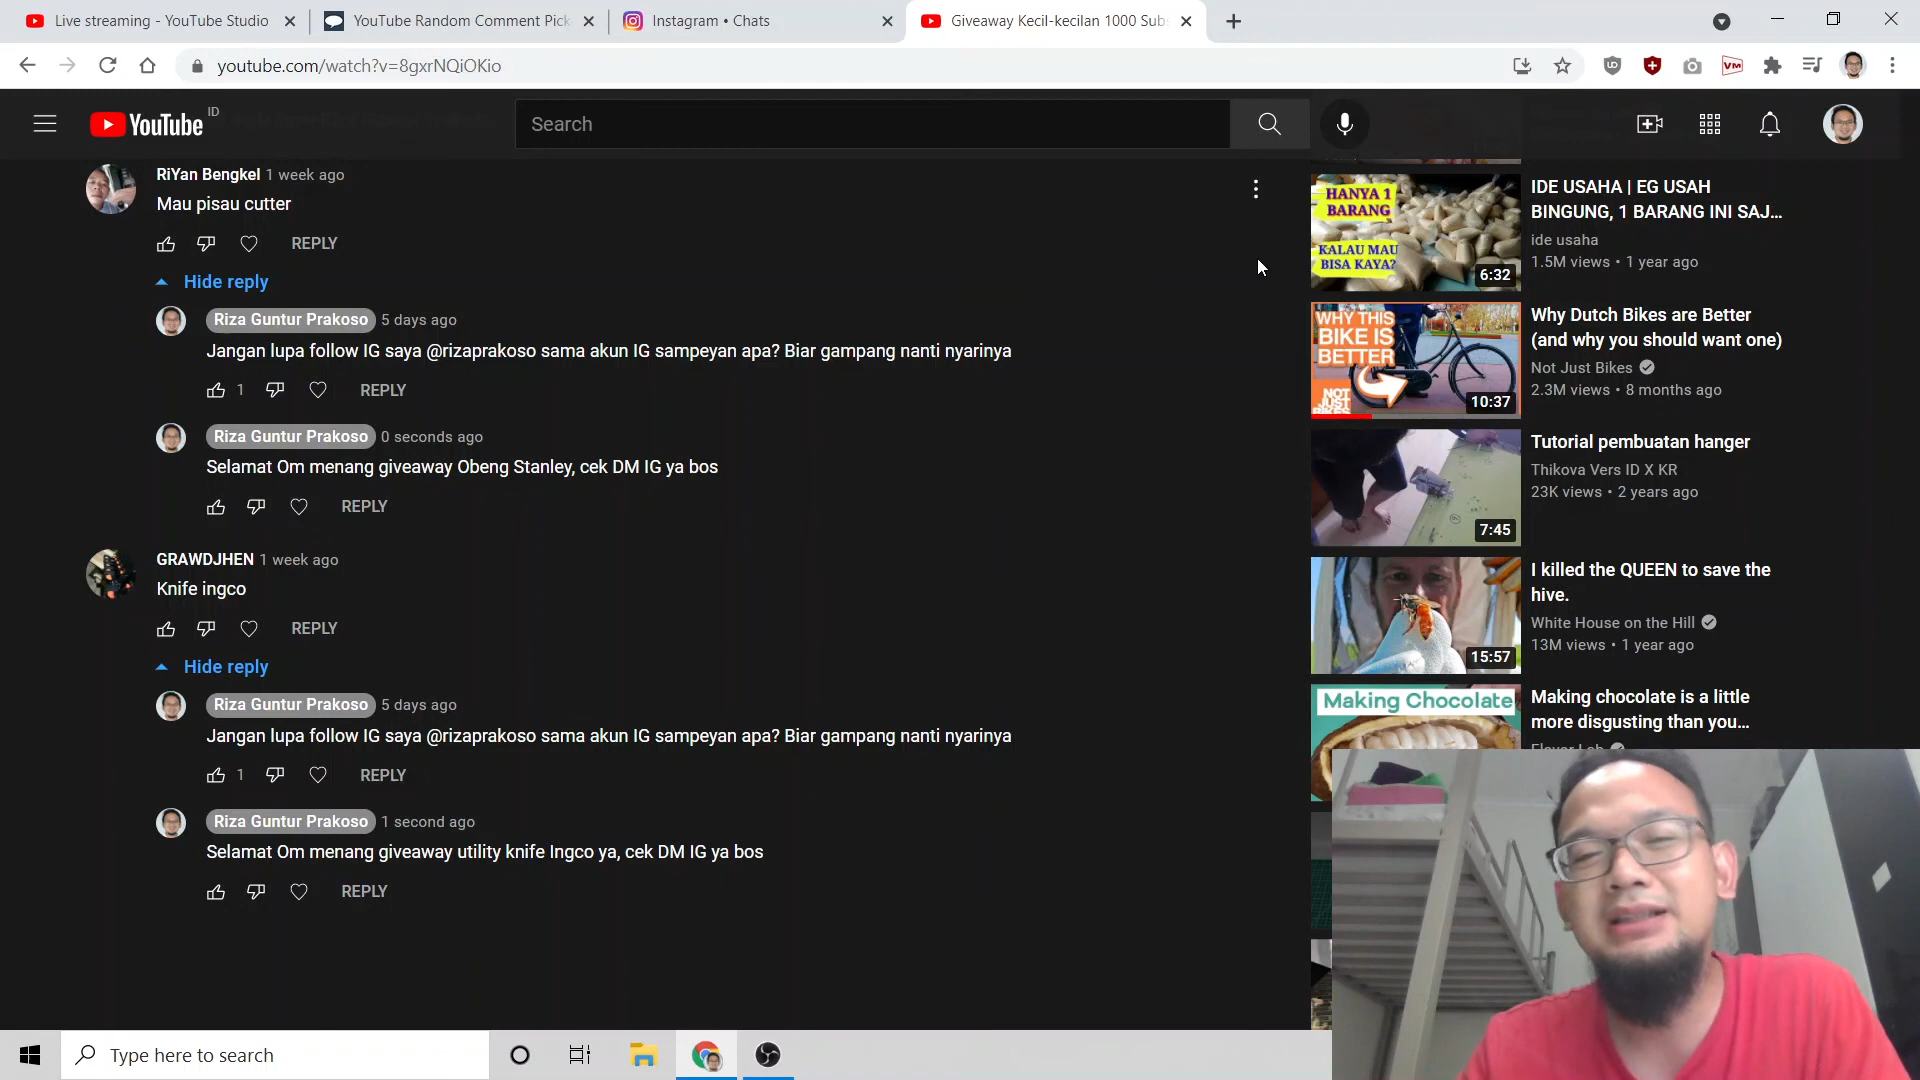 Live streaming - YouTube Studio
YouTube Random Comment Pick
Instagram • Chats
Giveaway Kecil-kecilan 1000 Sub
youtube.com/watch?v=8gxrNQiOKio
VM
YouTube ID
Search
RiYan Bengkel 1 week ago
Mau pisau cutter
REPLY
Hide reply
Riza Guntur Prakoso 5 days ago
Jangan lupa follow IG saya @rizaprakoso sama akun IG sampeyan apa? Biar gampang nanti nyarinya
1 REPLY
Riza Guntur Prakoso 0 seconds ago
Selamat Om menang giveaway Obeng Stanley, cek DM IG ya bos
REPLY
GRAWDJHEN 1 week ago
Knife ingco
REPLY
Hide reply
Riza Guntur Prakoso 5 days ago
Jangan lupa follow IG saya @rizaprakoso sama akun IG sampeyan apa? Biar gampang nanti nyarinya
1 REPLY
Riza Guntur Prakoso 1 second ago
Selamat Om menang giveaway utility knife Ingco ya, cek DM IG ya bos
REPLY
HANYA 1
BARANG
KALAU MAU
BISA KAYA?
6:32
IDE USAHA | EG USAH
BINGUNG, 1 BARANG INI SAJ...
ide usaha
1.5M views • 1 year ago
WHY THIS
BIKE IS
BETTER
NOT
JUST
BIKES
10:37
Why Dutch Bikes are Better
(and why you should want one)
Not Just Bikes
2.3M views • 8 months ago
7:45
Tutorial pembuatan hanger
Thikova Vers ID X KR
23K views • 2 years ago
15:57
I killed the QUEEN to save the
hive.
White House on the Hill
13M views • 1 year ago
Making Chocolate
Making chocolate is a little
more disgusting than you...
Type here to search